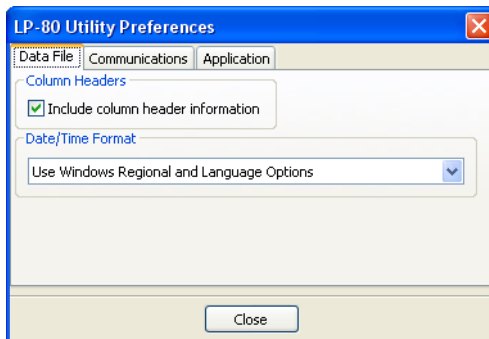 LP-80 Utility Preferences
Data File Communications Application
Column Headers
Include column header information
Date/Time Format
Use Windows Regional and Language Options
Close